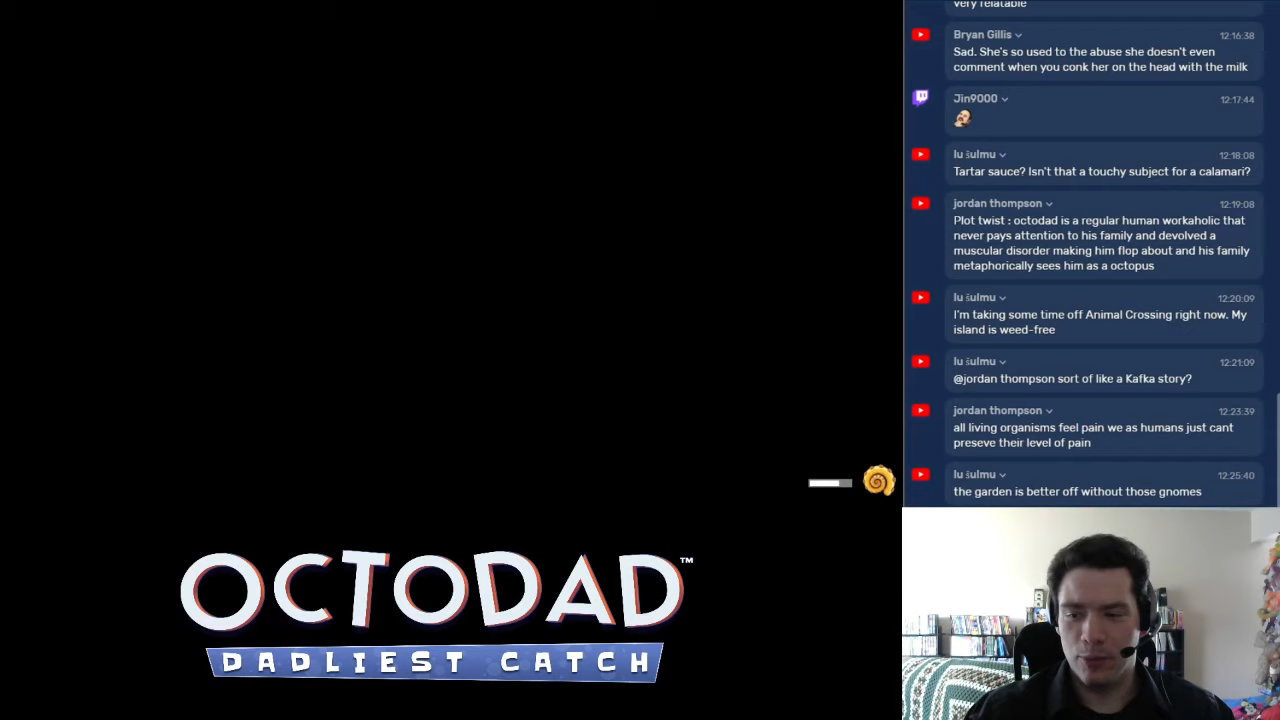 very relatable
Bryan Gillis
12:16:38
Sad. She's so used to the abuse she doesn't even
comment when you conk her on the head with the milk
Jin9000
12:17:44
lu šulmu
12:18:08
Tartar sauce? Isn't that a touchy subject for a calamari?
jordan thompson
12:19:08
Plot twist : octodad is a regular human workaholic that
never pays attention to his family and devolved a
muscular disorder making him flop about and his family
metaphorically sees him as a octopus
lu šulmu
12:20:09
I'm taking some time off Animal Crossing right now. My
island is weed-free
lu šulmu
12:21:09
@jordan thompson sort of like a Kafka story?
jordan thompson
12:23:39
all living organisms feel pain we as humans just cant
preseve their level of pain
lu šulmu
12:25:40
the garden is better off without those gnomes
OCTODAD™
DADLIEST CATCH